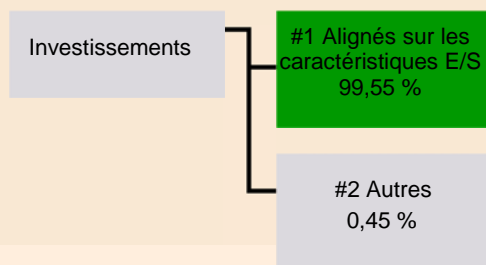 Investissements
#1 Alignés sur les
caractéristiques E/S
99,55 %
#2 Autres
0,45 %